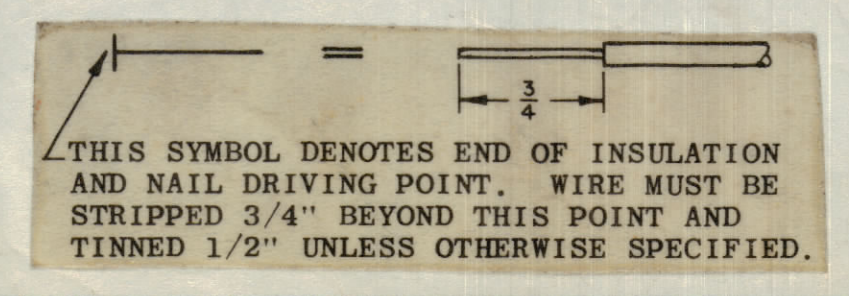 =
3
4
THIS SYMBOL DENOTES END OF INSULATION
AND NAIL DRIVING POINT. WIRE MUST BE
STRIPPED 3/4" BEYOND THIS POINT AND
TINNED 1/2" UNLESS OTHERWISE SPECIFIED.